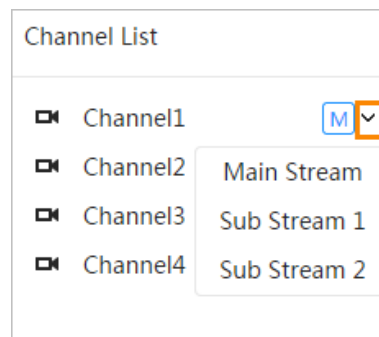 Channel List
Channel1 M
Channel2
Main Stream
Channel3
Sub Stream 1
Channel4
Sub Stream 2